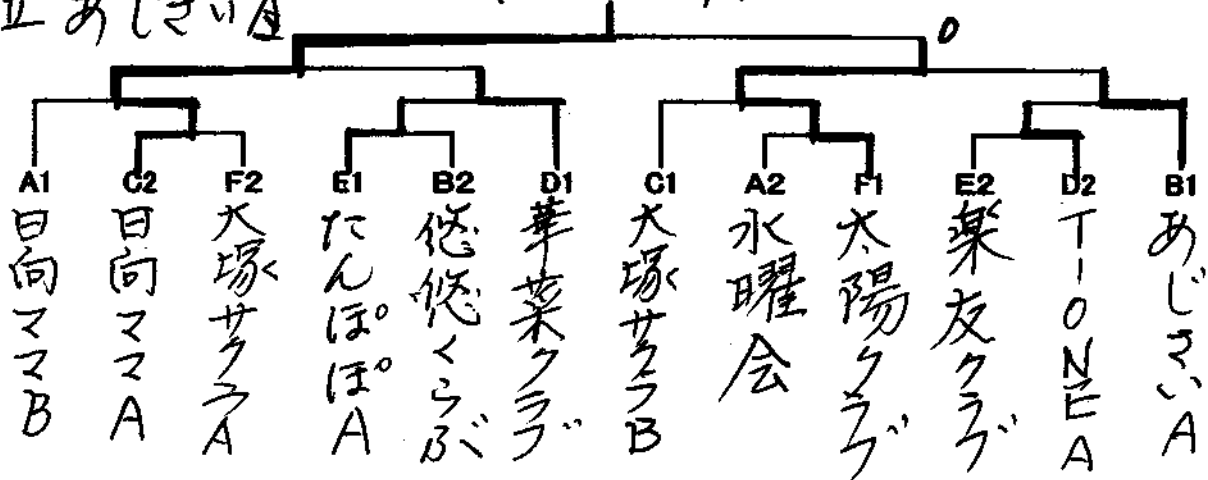 あじさい
0
A1 C2 F2 E1 B2 D1 C1 A2 F1 E2 D2 B1
日向ママB
日向ママA
大塚サクラA
たんぽぽA
悠悠くらぶ
華菜クラブ
大塚サクラB
水曜会
太陽クラブ
楽友クラブ
あじさいA